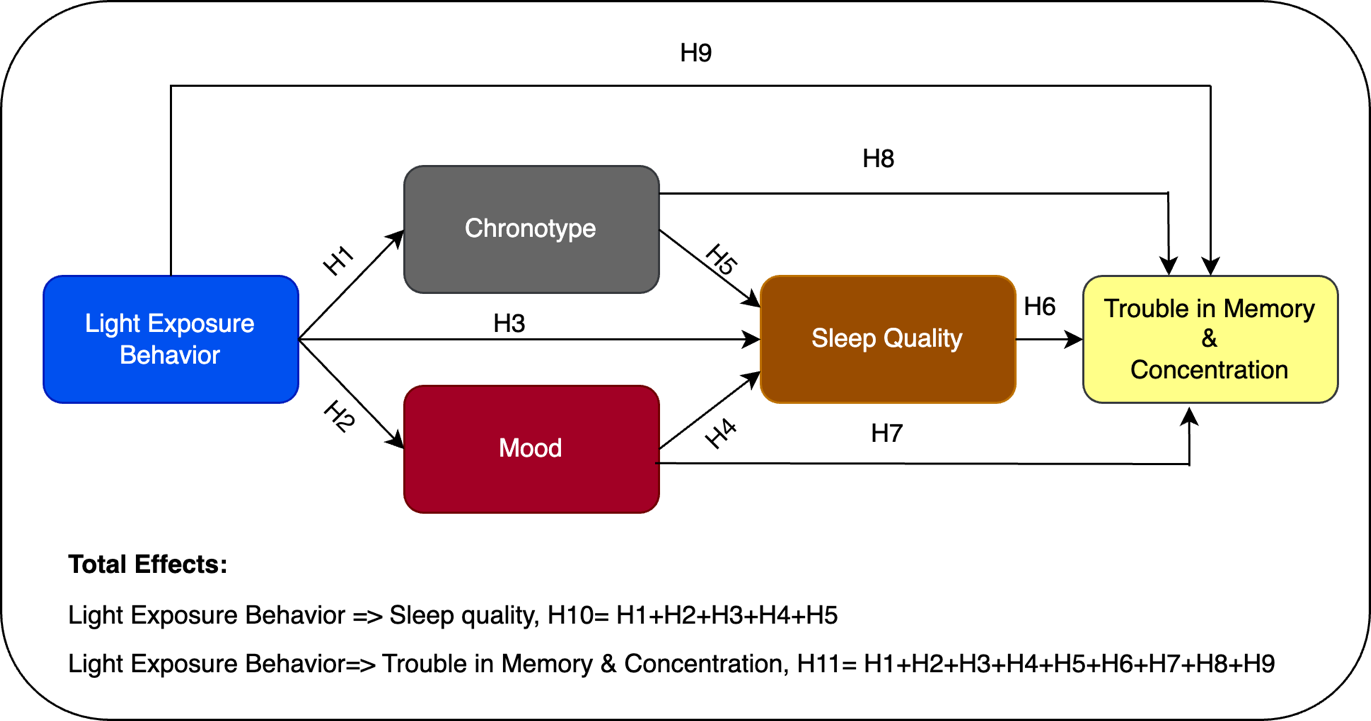 H9
H8
Chronotype
H1
H5
Light Exposure
Behavior
H3
Sleep Quality
H6
Trouble in Memory
&
Concentration
H2
Mood
H4
H7
Total Effects:
Light Exposure Behavior => Sleep quality, H10= H1+H2+H3+H4+H5
Light Exposure Behavior=> Trouble in Memory & Concentration, H11= H1+H2+H3+H4+H5+H6+H7+H8+H9